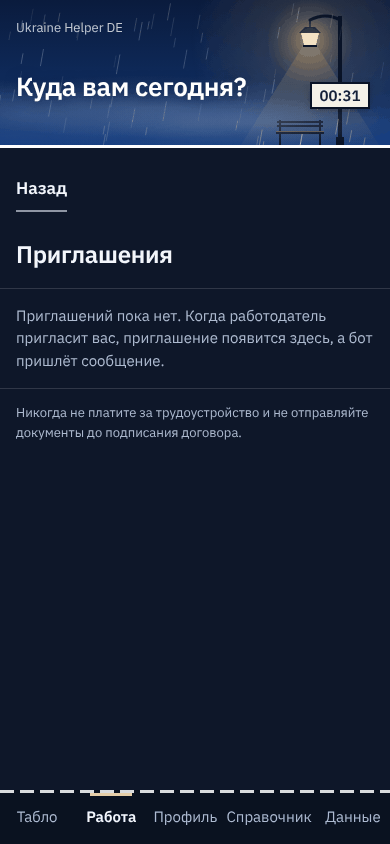 Ukraine Helper DE
Куда вам сегодня?
00:31
Назад
Приглашения
Приглашений пока нет. Когда работодатель
пригласит вас, приглашение появится здесь, а бот
пришлёт сообщение.
Никогда не платите за трудоустройство и не отправляйте
документы до подписания договора.
Табло Работа Профиль Справочник Данные